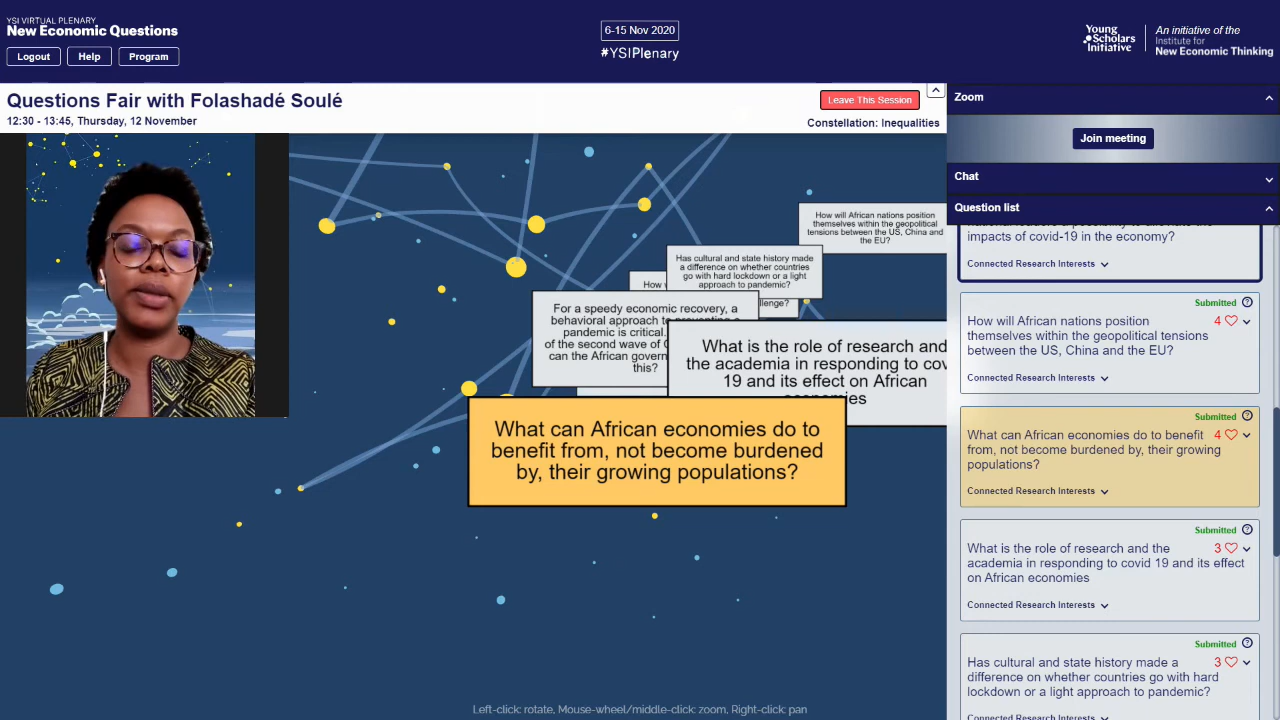 YSI VIRTUAL PLENARY
New Economic Questions
Logout
Help
Program
6-15 Nov 2020
#YSIPlenary
Young
Scholars
Initiative
An initiative of the
Institute for
New Economic Thinking
Questions Fair with Folashadé Soulé
12:30 - 13:45, Thursday, 12 November
Leave This Session
Constellation: Inequalities
How will African nations position
themselves within the geopolitical
tensions between the US, China and
the EU?
Has cultural and state history made
a difference on whether countries
go with hard lockdown or a light
approach to pandemic?
How
For a speedy economic recovery, a
behavioral approach to preventing a
pandemic is critical.
of the second wave of
can the African govern
this?
What is the role of research and
the academia in responding to cov
19 and its effect on African
economies
What can African economies do to
benefit from, not become burdened
by, their growing populations?
Left-click: rotate, Mouse-wheel/middle-click: zoom, Right-click: pan
Zoom
Join meeting
Chat
Question list
impacts of covid-19 in the economy?
Connected Research Interests
Submitted
How will African nations position
4
themselves within the geopolitical tensions
between the US, China and the EU?
Connected Research Interests
Submitted
What can African economies do to benefit
4
from, not become burdened by, their growing
populations?
Connected Research Interests
Submitted
What is the role of research and the
3
academia in responding to covid 19 and its effect
on African economies
Connected Research Interests
Submitted
Has cultural and state history made a
3
difference on whether countries go with hard
lockdown or a light approach to pandemic?
Connected Research Interests